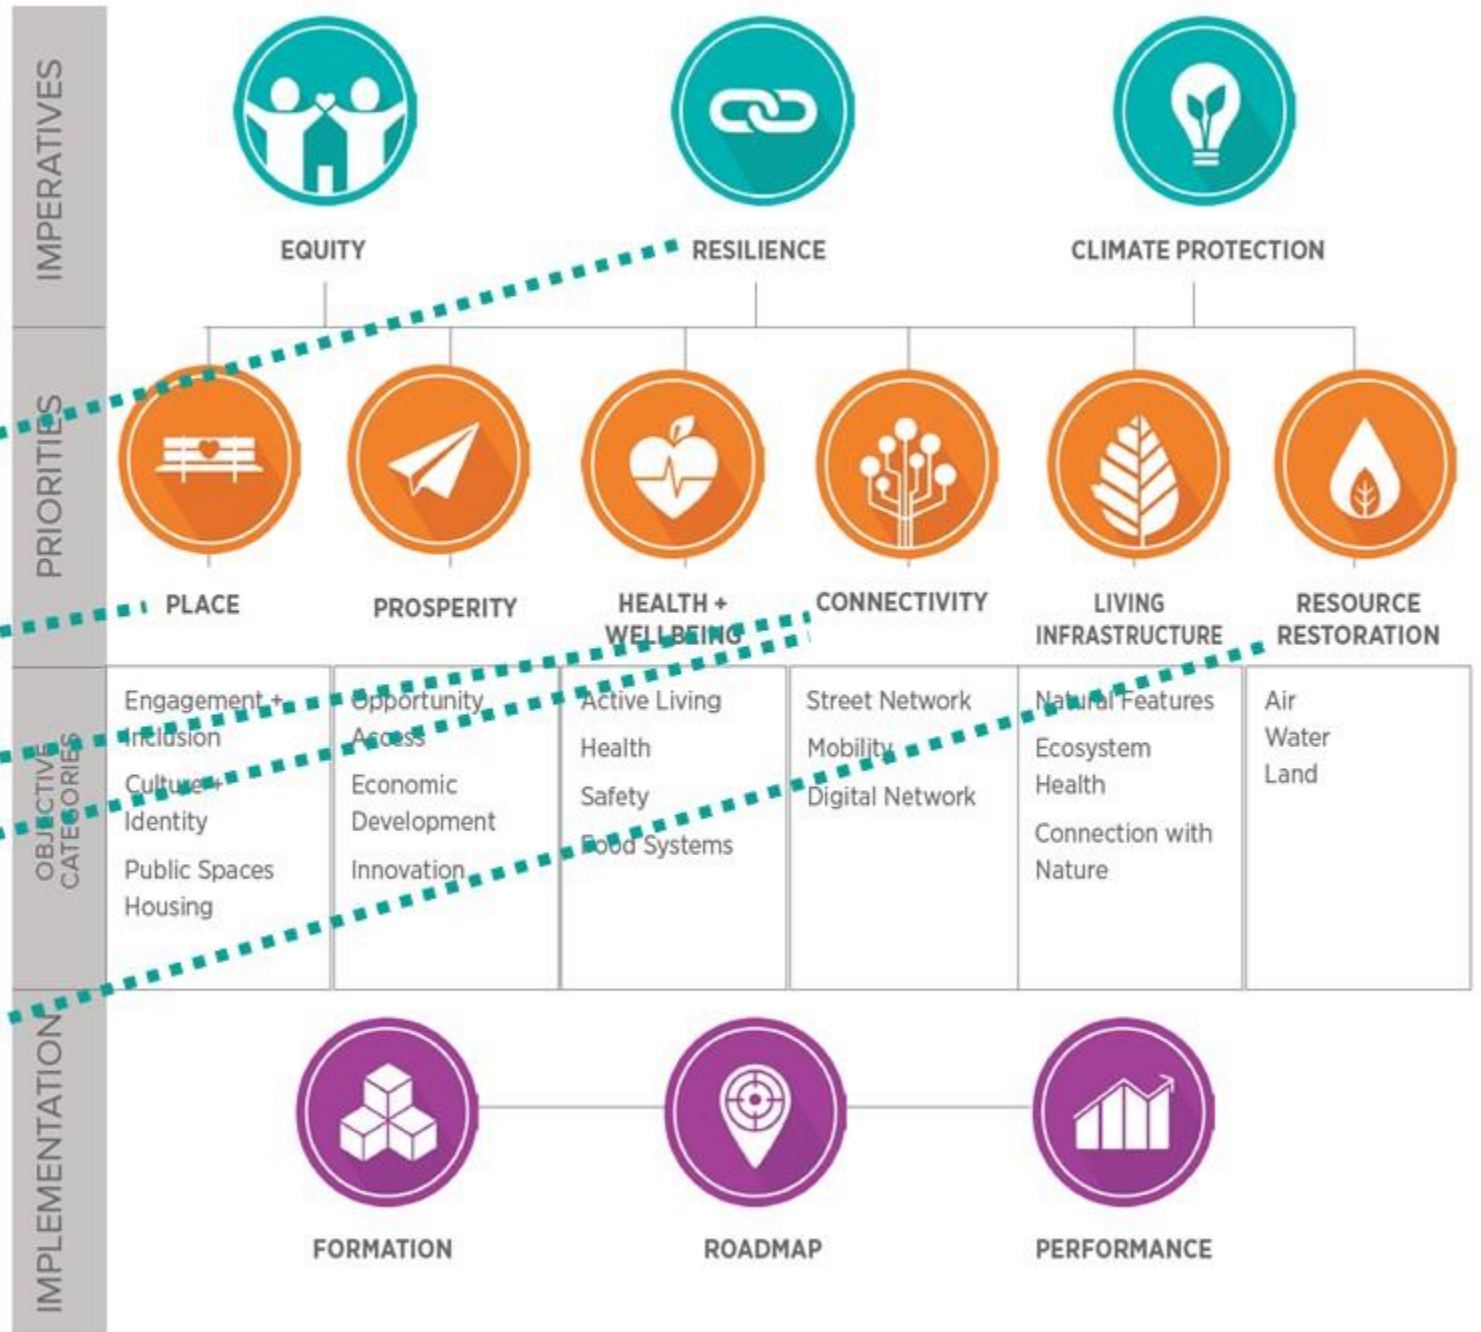 IMPERATIVES
EQUITY
RESILIENCE
CLIMATE PROTECTION
PRIORITIES
PLACE
PROSPERITY
HEALTH +
WELLBEING
CONNECTIVITY
LIVING
INFRASTRUCTURE
RESOURCE
RESTORATION
OBJECTIVE
CATEGORIES
Engagement +
Inclusion
Culture +
Identity
Public Spaces
Housing
Opportunity
Access
Economic
Development
Innovation
Active Living
Health
Safety
Food Systems
Street Network
Mobility
Digital Network
Natural Features
Ecosystem
Health
Connection with
Nature
Air
Water
Land
IMPLEMENTATION
FORMATION
ROADMAP
PERFORMANCE